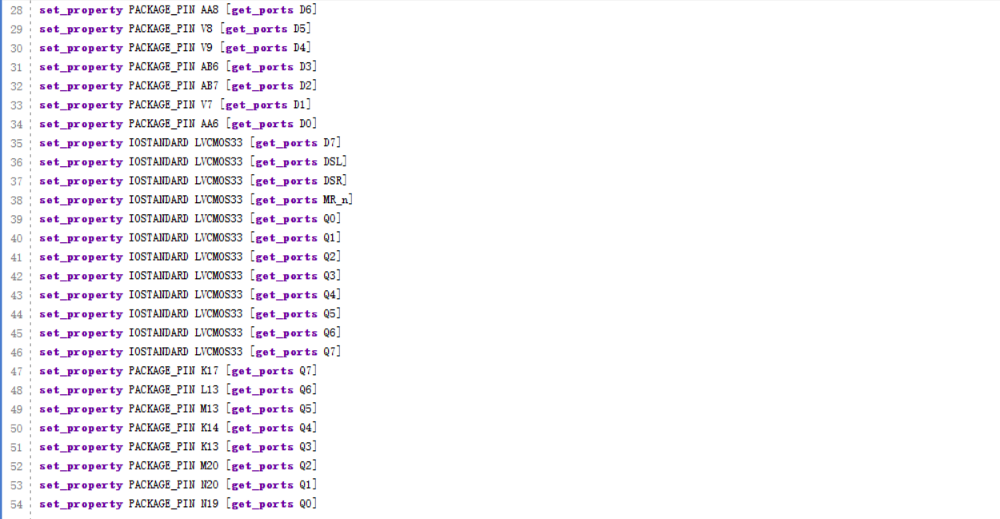 28 set_property PACKAGE_PIN AA8 [get_ports D6]
29 set_property PACKAGE_PIN V8 [get_ports D5]
30 set_property PACKAGE_PIN V9 [get_ports D4]
31 set_property PACKAGE_PIN AB6 [get_ports D3]
32 set_property PACKAGE_PIN AB7 [get_ports D2]
33 set_property PACKAGE_PIN V7 [get_ports D1]
34 set_property PACKAGE_PIN AA6 [get_ports D0]
35 set_property IOSTANDARD LVCMOS33 [get_ports D7]
36 set_property IOSTANDARD LVCMOS33 [get_ports DSL]
37 set_property IOSTANDARD LVCMOS33 [get_ports DSR]
38 set_property IOSTANDARD LVCMOS33 [get_ports MR_n]
39 set_property IOSTANDARD LVCMOS33 [get_ports Q0]
40 set_property IOSTANDARD LVCMOS33 [get_ports Q1]
41 set_property IOSTANDARD LVCMOS33 [get_ports Q2]
42 set_property IOSTANDARD LVCMOS33 [get_ports Q3]
43 set_property IOSTANDARD LVCMOS33 [get_ports Q4]
44 set_property IOSTANDARD LVCMOS33 [get_ports Q5]
45 set_property IOSTANDARD LVCMOS33 [get_ports Q6]
46 set_property IOSTANDARD LVCMOS33 [get_ports Q7]
47 set_property PACKAGE_PIN K17 [get_ports Q7]
48 set_property PACKAGE_PIN L13 [get_ports Q6]
49 set_property PACKAGE_PIN M13 [get_ports Q5]
50 set_property PACKAGE_PIN K14 [get_ports Q4]
51 set_property PACKAGE_PIN K13 [get_ports Q3]
52 set_property PACKAGE_PIN M20 [get_ports Q2]
53 set_property PACKAGE_PIN N20 [get_ports Q1]
54 set_property PACKAGE_PIN N19 [get_ports Q0]